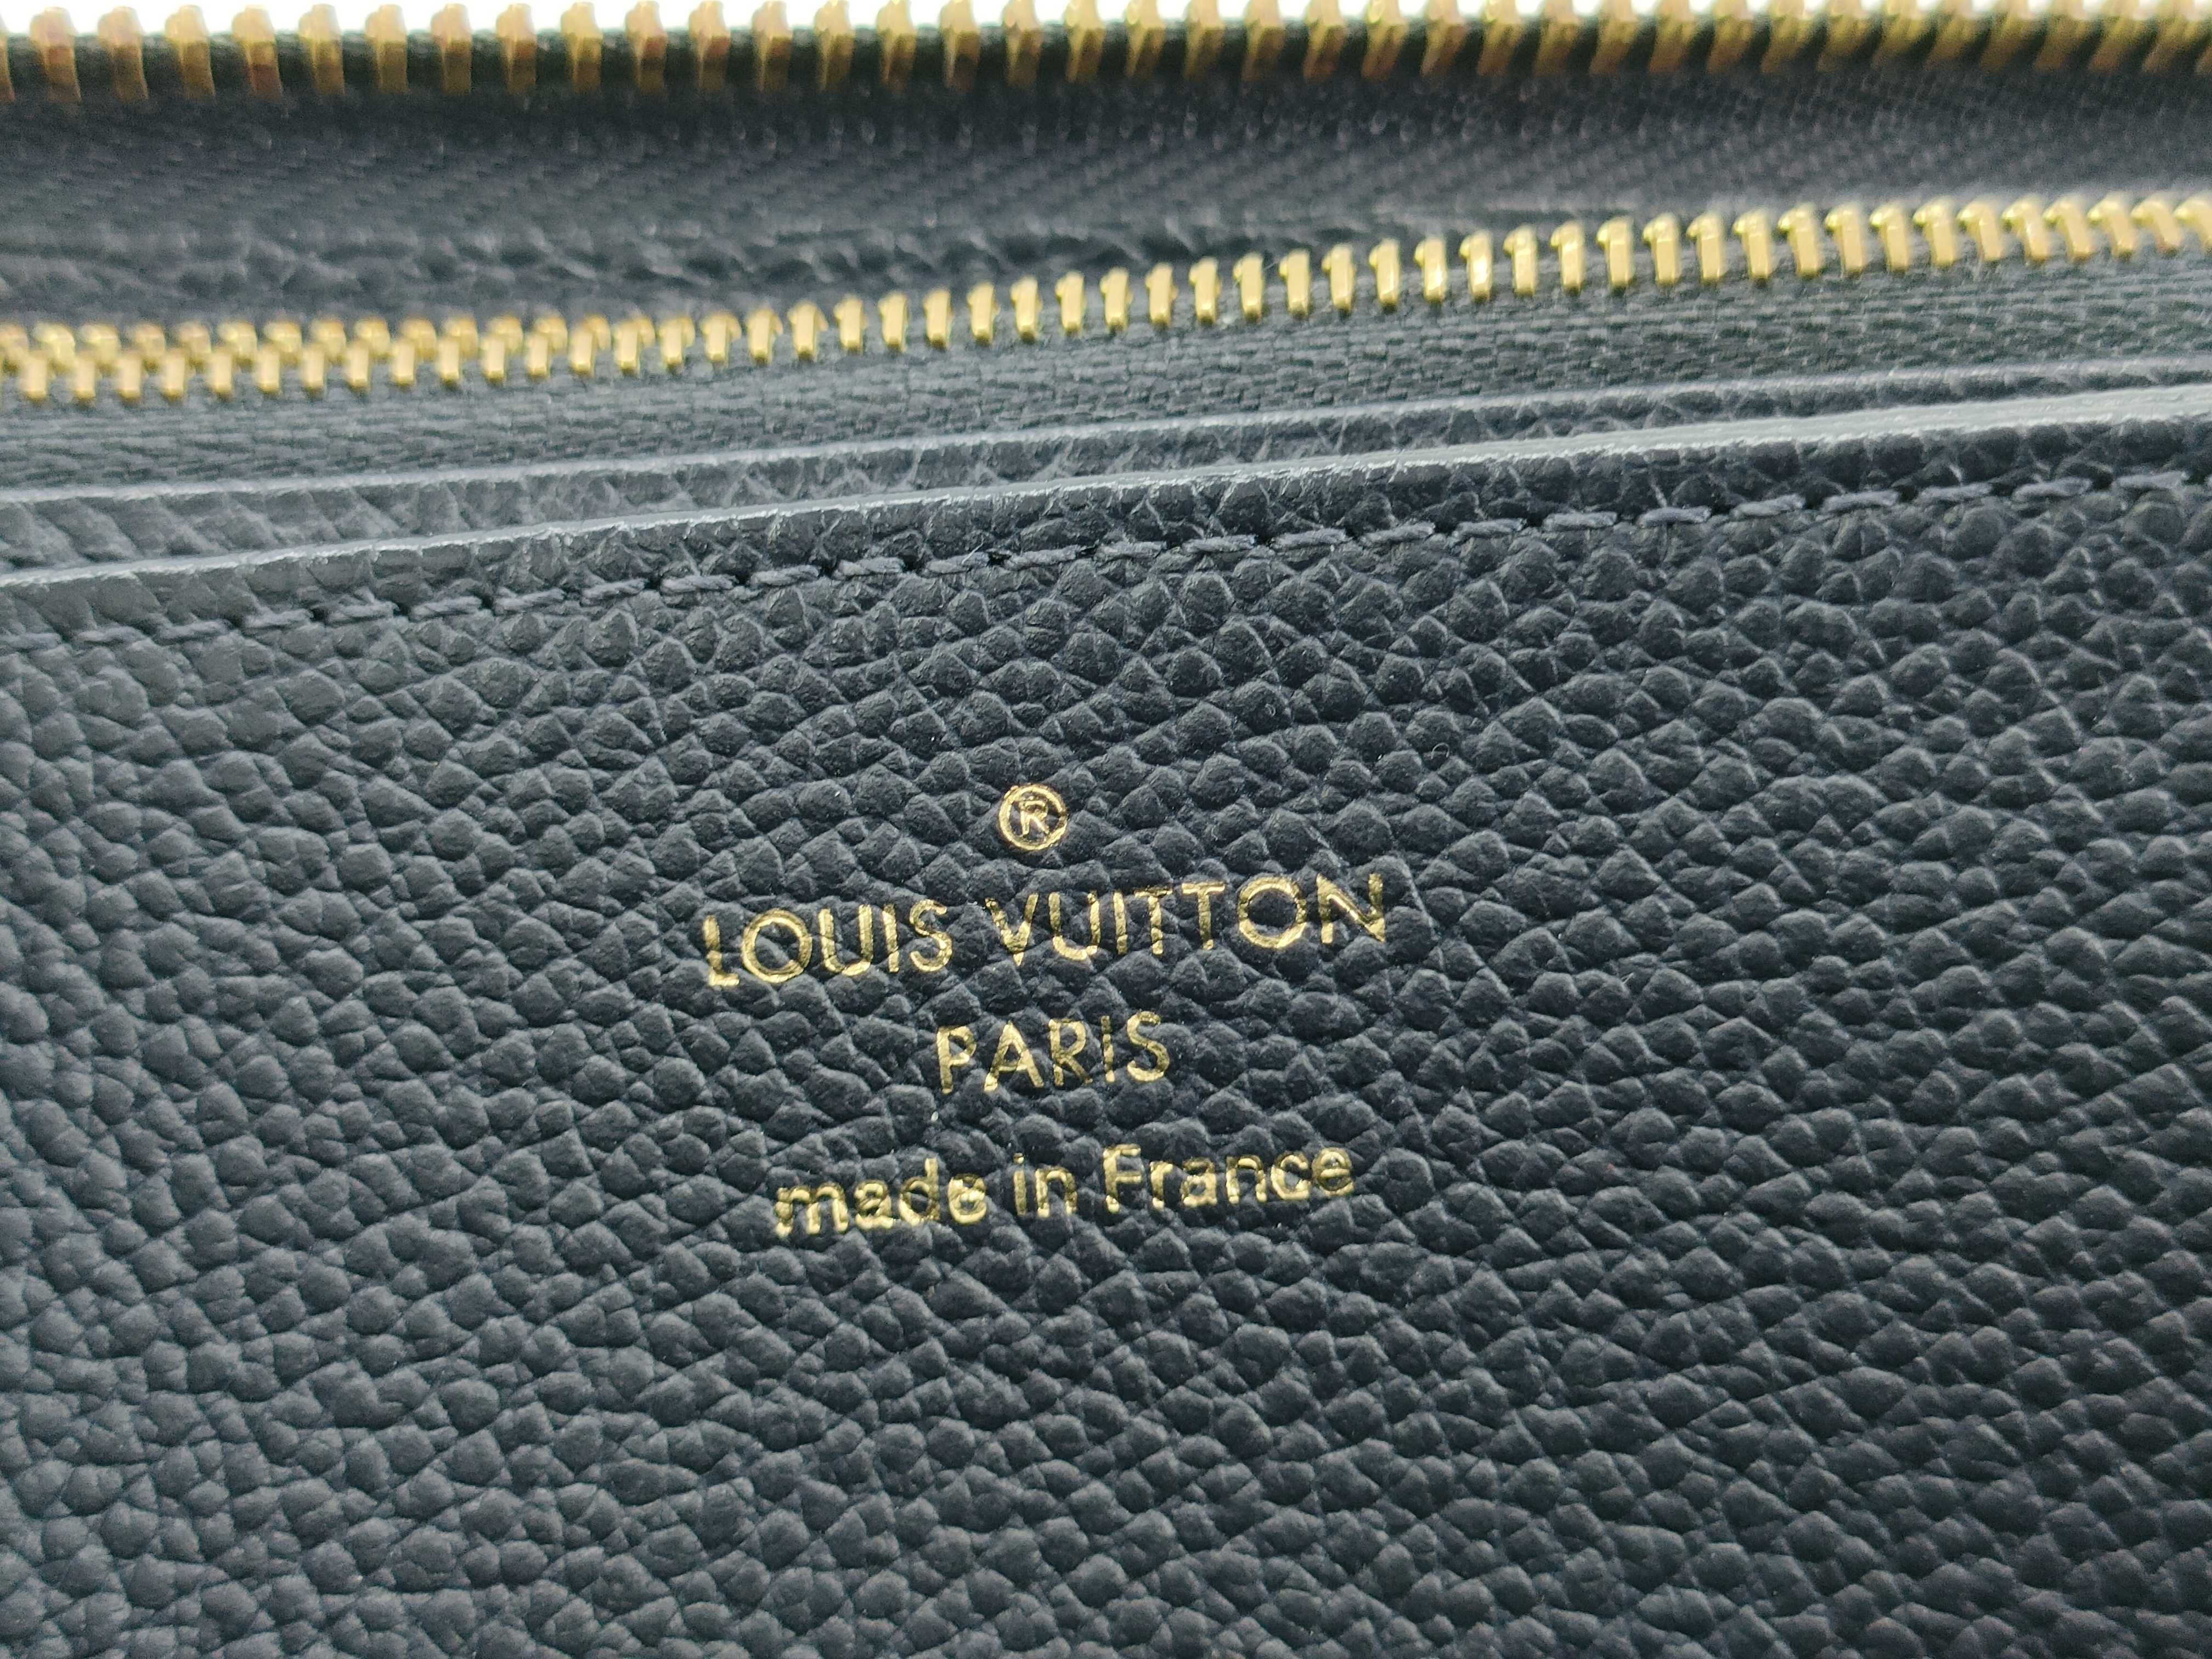 ®
LOUIS VUITTON
PARIS
made in France